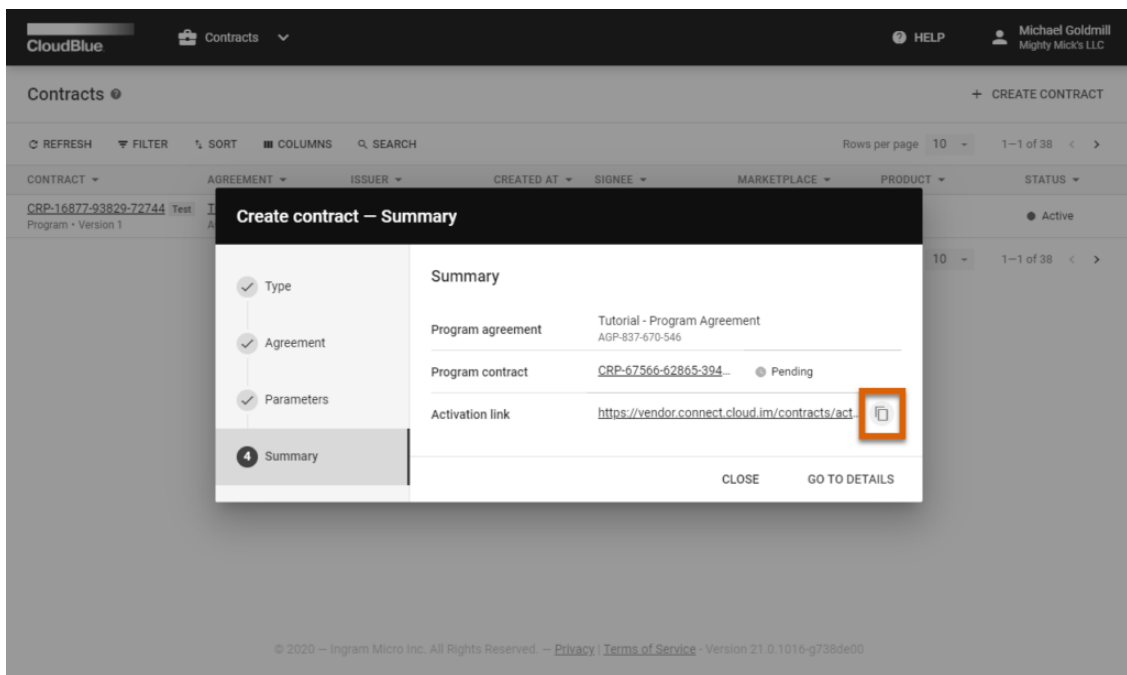 CloudBlue
Contracts
HELP
Michael Goldmill
Mighty Mick's LLC
Contracts
+ CREATE CONTRACT
REFRESH FILTER SORT COLUMNS SEARCH Rows per page 10 1–1 of 38
CONTRACT AGREEMENT ISSUER CREATED AT SIGNEE MARKETPLACE PRODUCT STATUS
CRP-16877-93829-72744 Test
Program • Version 1
Active
10 1–1 of 38
Create contract — Summary
Type
Agreement
Parameters
4 Summary
Summary
Program agreement
Tutorial - Program Agreement
AGP-837-670-546
Program contract CRP-67566-62865-394... Pending
Activation link https://vendor.connect.cloud.im/contracts/act...
CLOSE GO TO DETAILS
© 2020 — Ingram Micro Inc. All Rights Reserved. — Privacy | Terms of Service - Version 21.0.1016-g738de00